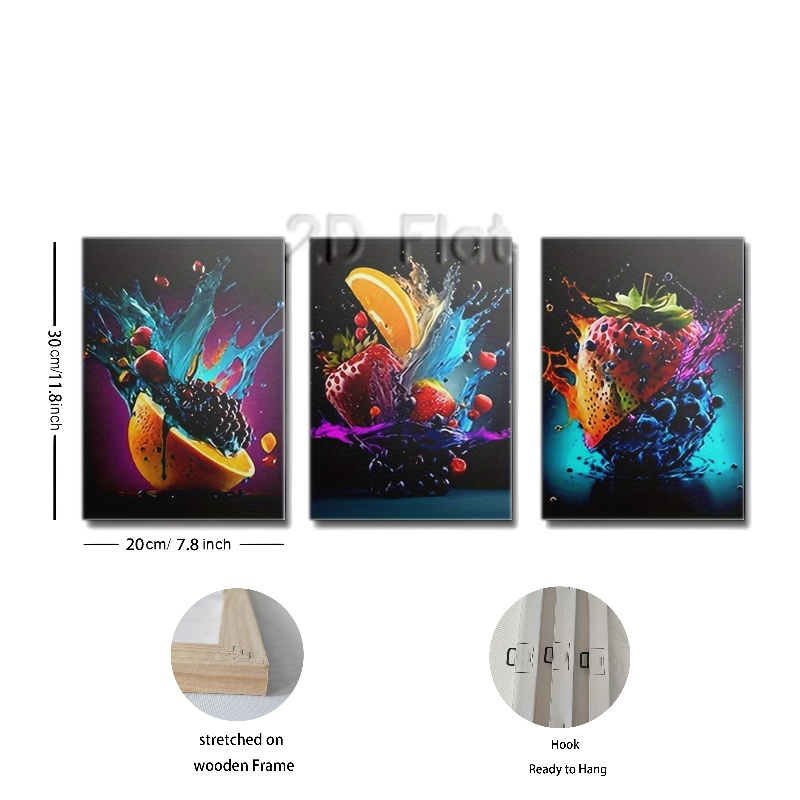 2D Flat
30cm/11.8inch
20cm/ 7.8 inch
stretched on
wooden Frame
Hook
Ready to Hang